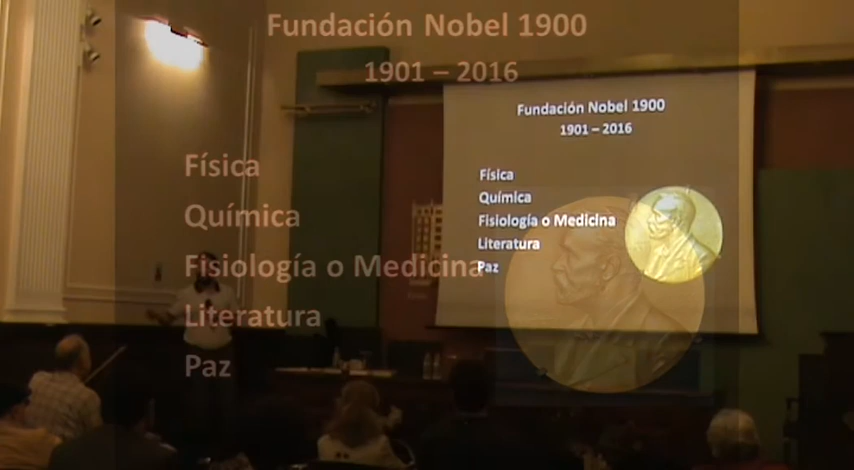 Fundación Nobel 1900
1901 – 2016
Física
Química
Fisiología o Medicina
Literatura
Paz
Fundación Nobel 1900
1901 – 2016
Física
Química
Fisiología o Medicina
Literatura
Paz